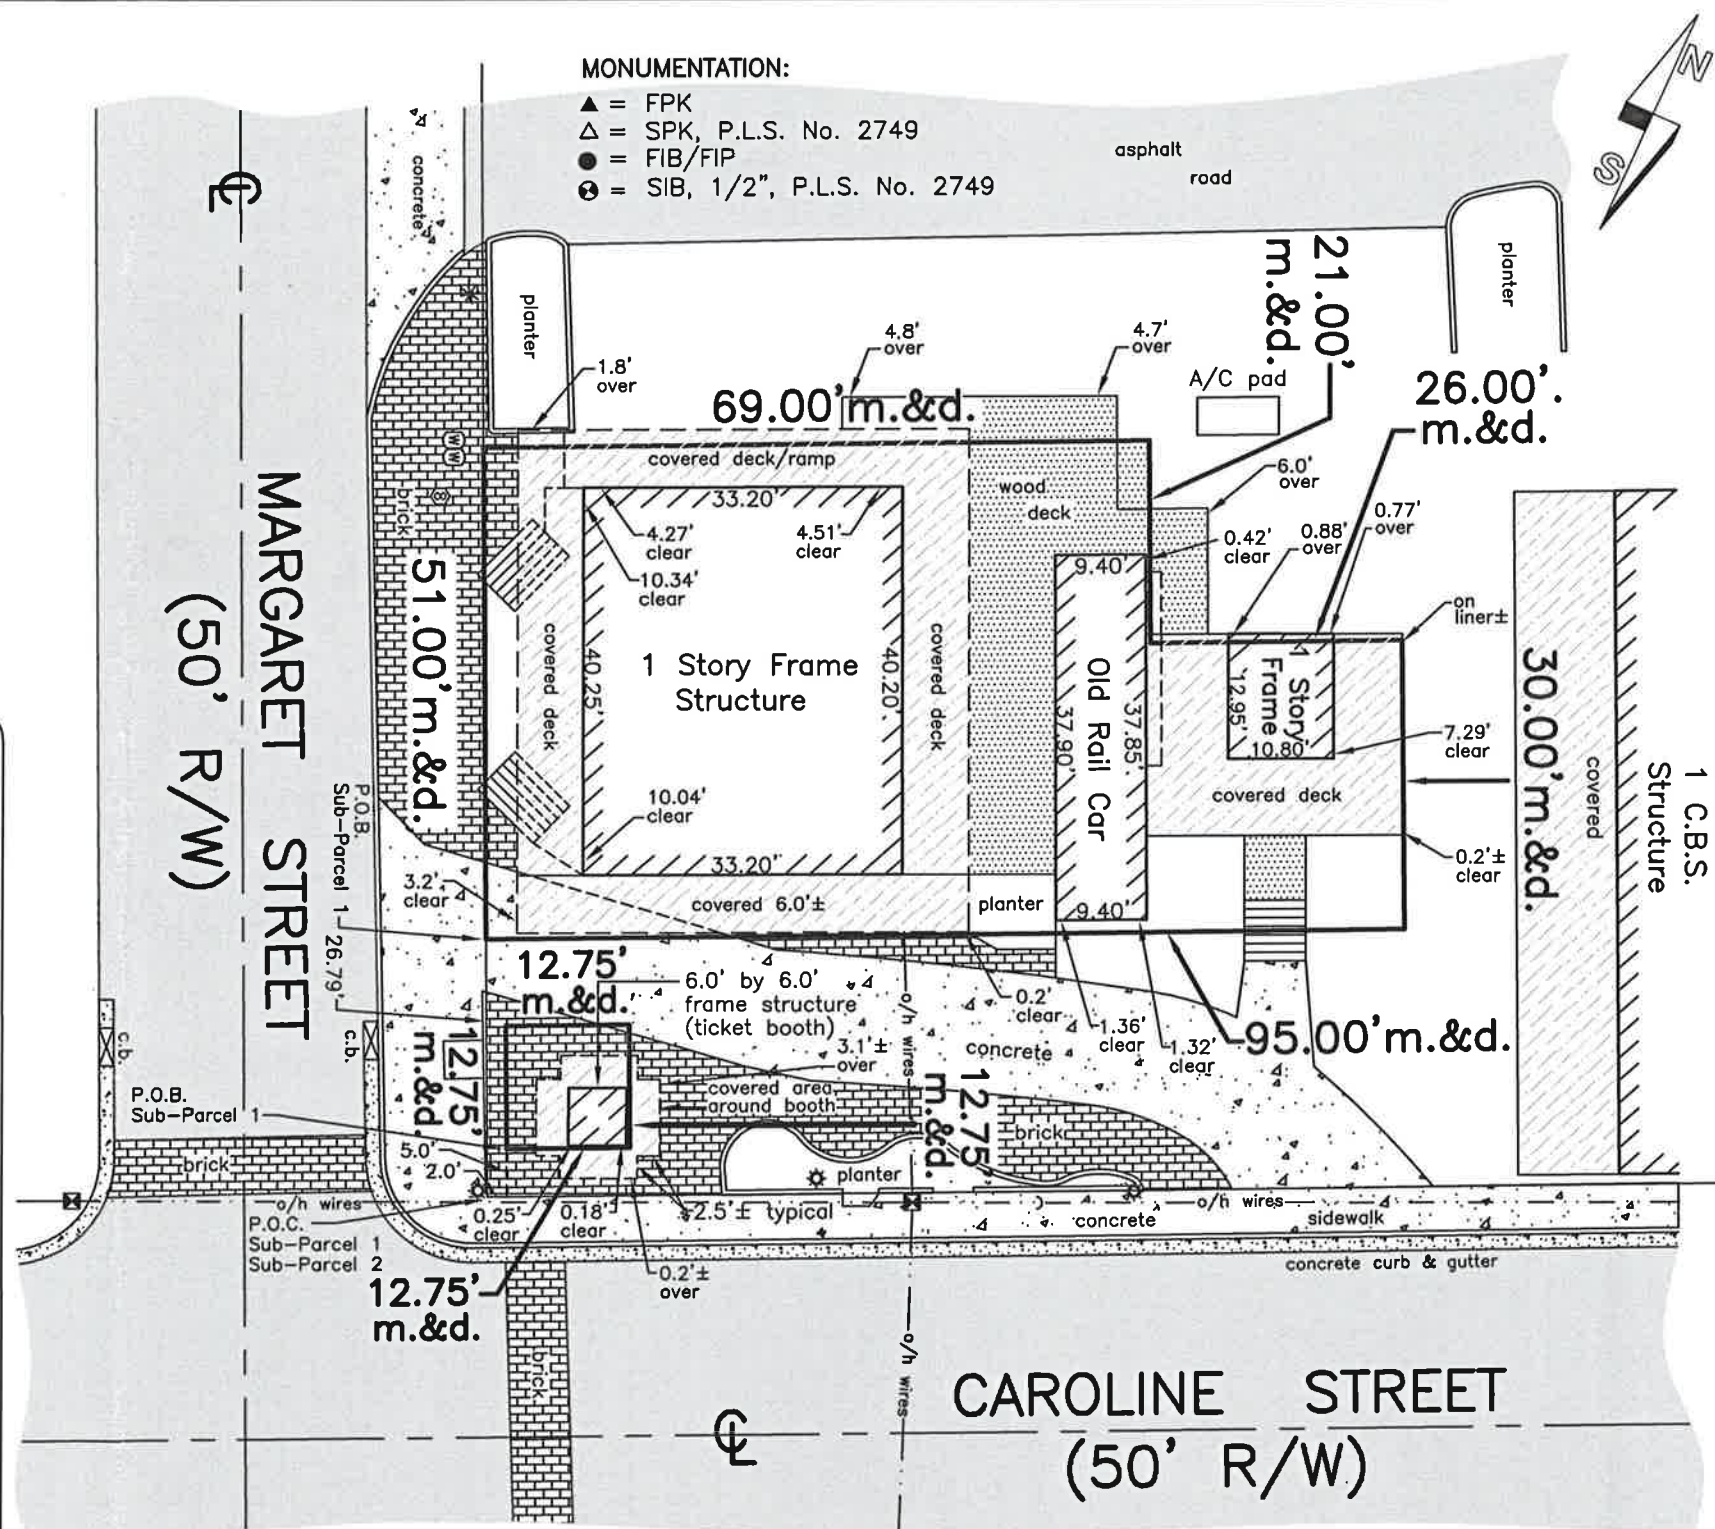 MONUMENTATION:
▲ = FPK
△ = SPK, P.L.S. No. 2749
● = FIB/FIP
= SIB, 1/2", P.L.S. No. 2749
N
S
asphalt
road
concrete
planter
planter
1.8'
over
4.8'
over
4.7'
over
69.00'm.&d.
21.00'
m.&d.
A/C pad
26.00'.
m.&d.
covered deck/ramp
33.20'
wood
deck
6.0'
over
0.77'
over
0.88'
over
0.42'
clear
4.27'
clear
4.51'
clear
10.34'
clear
9.40'
on
liner±
W
W
brick
51.00'm.&d.
MARGARET STREET
(50' R/W)
covered deck
40.25'
1 Story Frame
Structure
40.20'
covered deck
Old Rail Car
37.90'
37.85'
1 Story
Frame
12.95'
10.80'
7.29'
clear
covered deck
30.00'm.&d.
covered
1 C.B.S.
Structure
10.04'
clear
33.20'
0.2'±
clear
3.2'
clear
covered 6.0'±
planter
9.40'
P.O.B.
Sub-Parcel 1
26.79'
12.75'
m.&d.
6.0' by 6.0'
frame structure
(ticket booth)
o/h wires
0.2'
clear
1.36'
clear
1.32'
clear
95.00'm.&d.
concrete
c.b.
c.b.
12.75'
m.&d.
3.1'±
over
covered area
around booth
12.75'
m.&d.
brick
P.O.B.
Sub-Parcel 1
5.0'
2.0'
brick
planter
o/h wires
P.O.C.
Sub-Parcel 1
Sub-Parcel 2
0.25'
clear
0.18'
clear
2.5'± typical
o/h wires
concrete
sidewalk
concrete curb & gutter
0.2'±
over
12.75'
m.&d.
brick
o/h wires
CAROLINE STREET
(50' R/W)